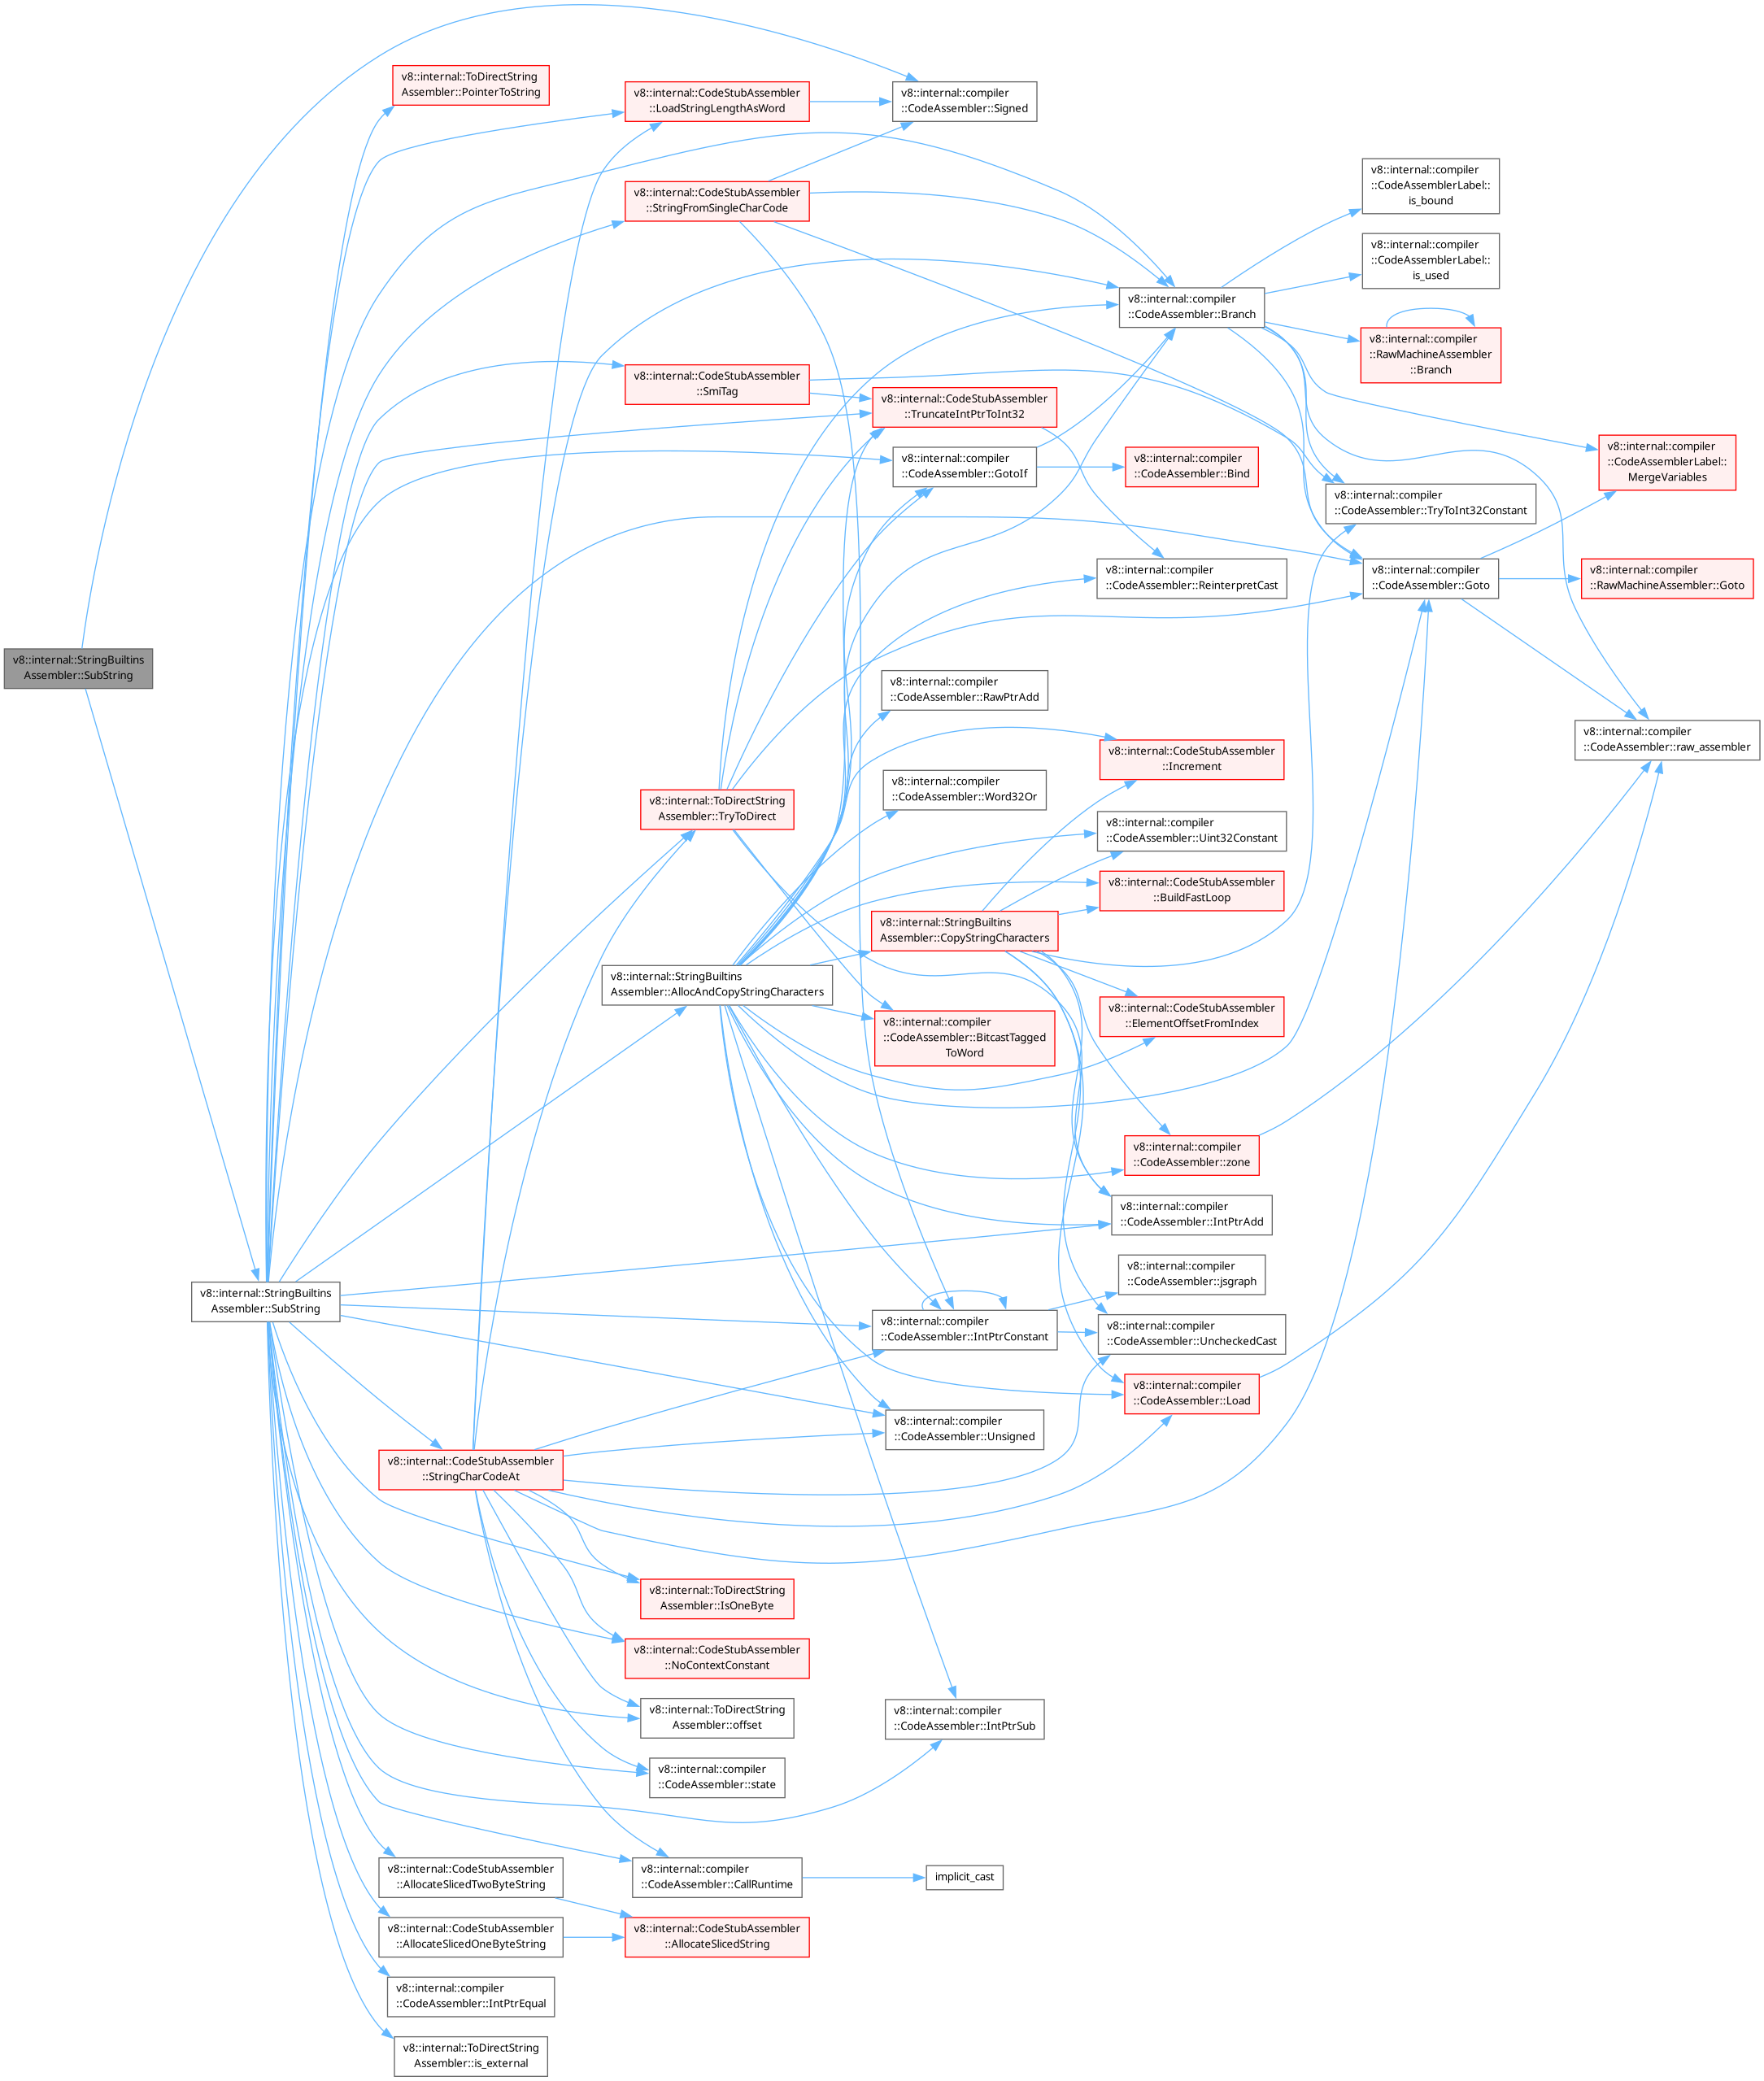 v8::internal::ToDirectString
Assembler::PointerToString
v8::internal::CodeStubAssembler
::LoadStringLengthAsWord
v8::internal::compiler
::CodeAssembler::Signed
v8::internal::compiler
::CodeAssemblerLabel::
is_bound
v8::internal::CodeStubAssembler
::StringFromSingleCharCode
v8::internal::compiler
::CodeAssemblerLabel::
is_used
v8::internal::compiler
::CodeAssembler::Branch
v8::internal::compiler
::RawMachineAssembler
::Branch
v8::internal::CodeStubAssembler
::SmiTag
v8::internal::CodeStubAssembler
::TruncateIntPtrToInt32
v8::internal::compiler
::CodeAssembler::GotoIf
v8::internal::compiler
::CodeAssembler::Bind
v8::internal::compiler
::CodeAssemblerLabel::
MergeVariables
v8::internal::compiler
::CodeAssembler::TryToInt32Constant
v8::internal::compiler
::CodeAssembler::ReinterpretCast
v8::internal::compiler
::CodeAssembler::Goto
v8::internal::compiler
::RawMachineAssembler::Goto
v8::internal::StringBuiltins
Assembler::SubString
v8::internal::compiler
::CodeAssembler::RawPtrAdd
v8::internal::compiler
::CodeAssembler::raw_assembler
v8::internal::CodeStubAssembler
::Increment
v8::internal::ToDirectString
Assembler::TryToDirect
v8::internal::compiler
::CodeAssembler::Word32Or
v8::internal::compiler
::CodeAssembler::Uint32Constant
v8::internal::CodeStubAssembler
::BuildFastLoop
v8::internal::StringBuiltins
Assembler::CopyStringCharacters
v8::internal::StringBuiltins
Assembler::AllocAndCopyStringCharacters
v8::internal::compiler
::CodeAssembler::BitcastTagged
ToWord
v8::internal::CodeStubAssembler
::ElementOffsetFromIndex
v8::internal::compiler
::CodeAssembler::zone
v8::internal::compiler
::CodeAssembler::IntPtrAdd
v8::internal::compiler
::CodeAssembler::jsgraph
v8::internal::StringBuiltins
Assembler::SubString
v8::internal::compiler
::CodeAssembler::IntPtrConstant
v8::internal::compiler
::CodeAssembler::UncheckedCast
v8::internal::compiler
::CodeAssembler::Load
v8::internal::compiler
::CodeAssembler::Unsigned
v8::internal::CodeStubAssembler
::StringCharCodeAt
v8::internal::ToDirectString
Assembler::IsOneByte
v8::internal::CodeStubAssembler
::NoContextConstant
v8::internal::ToDirectString
Assembler::offset
v8::internal::compiler
::CodeAssembler::IntPtrSub
v8::internal::compiler
::CodeAssembler::state
v8::internal::CodeStubAssembler
::AllocateSlicedTwoByteString
v8::internal::compiler
::CodeAssembler::CallRuntime
implicit_cast
v8::internal::CodeStubAssembler
::AllocateSlicedOneByteString
v8::internal::CodeStubAssembler
::AllocateSlicedString
v8::internal::compiler
::CodeAssembler::IntPtrEqual
v8::internal::ToDirectString
Assembler::is_external